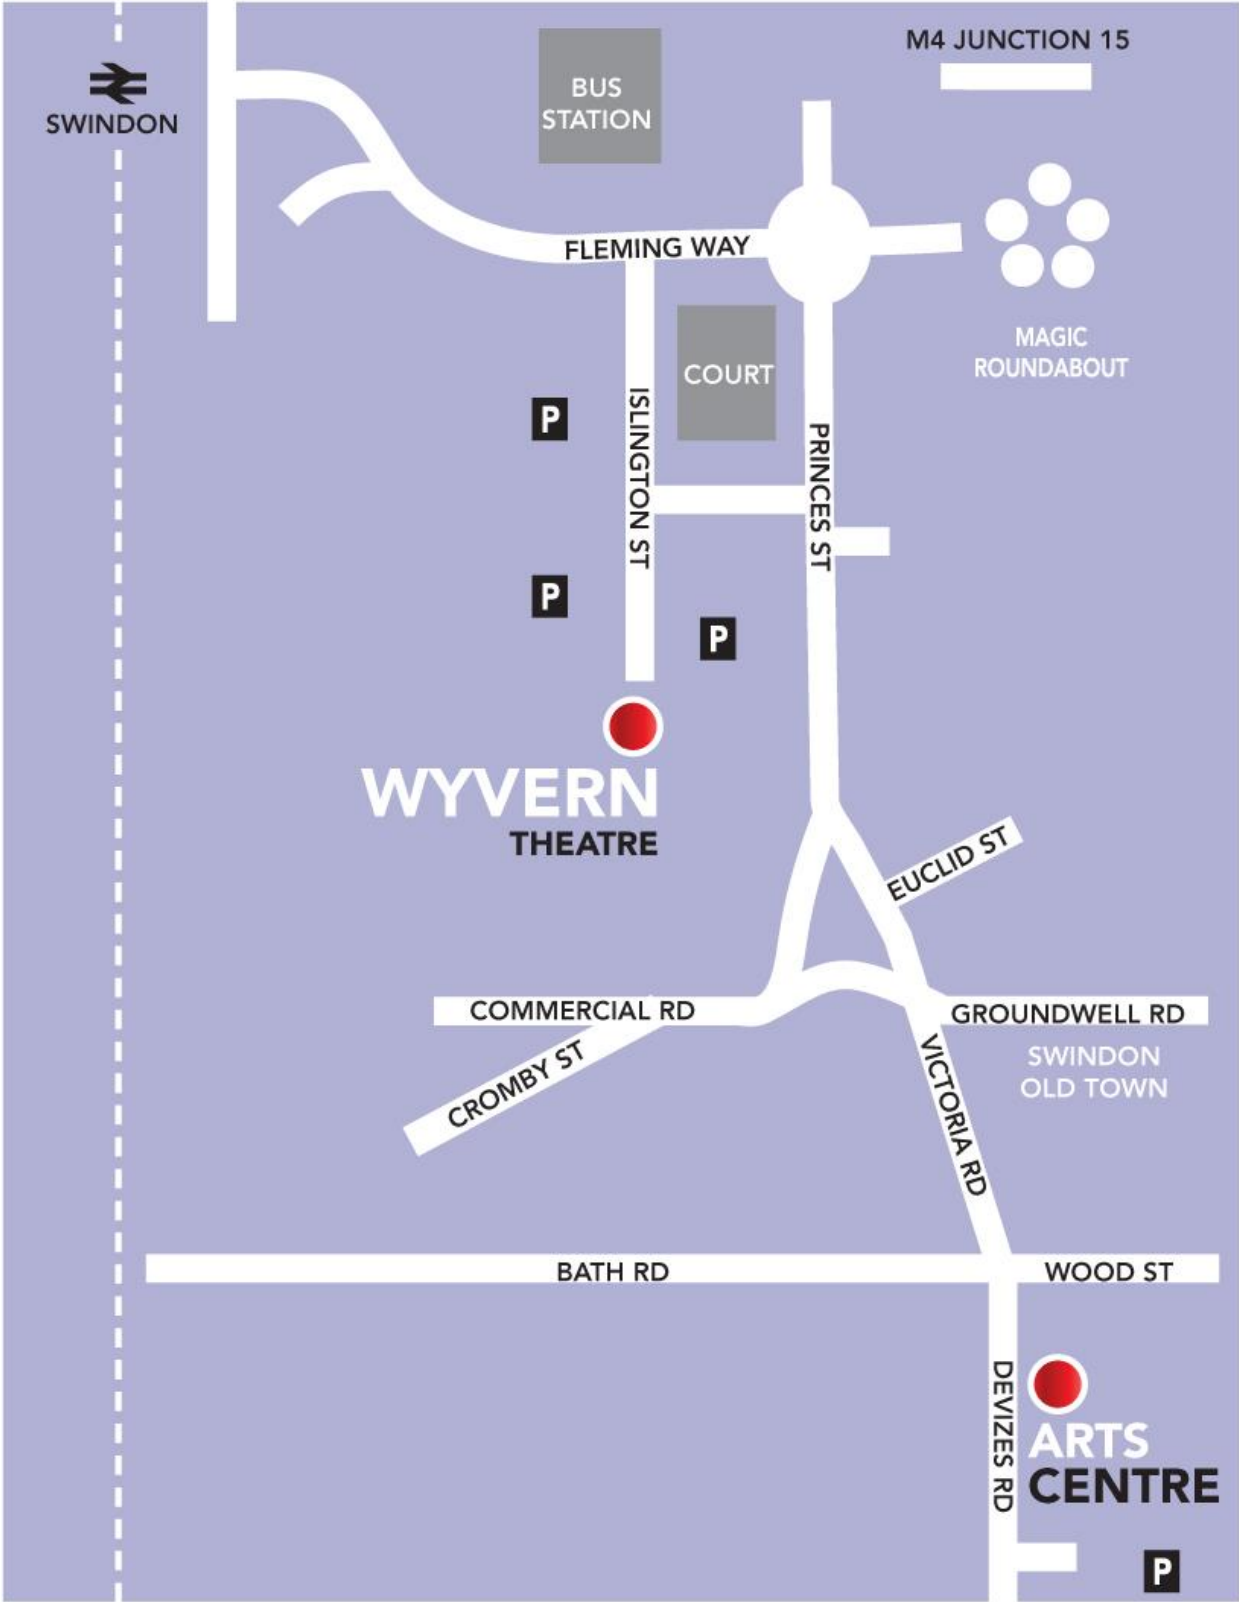 M4 JUNCTION 15
SWINDON
BUS
STATION
FLEMING WAY
MAGIC
ROUNDABOUT
COURT
ISLINGTON ST
PRINCES ST
P
P
P
WYVERN
THEATRE
EUCLID ST
COMMERCIAL RD
GROUNDWELL RD
CROMBY ST
SWINDON
OLD TOWN
VICTORIA RD
BATH RD
WOOD ST
DEVIZES RD
ARTS
CENTRE
P